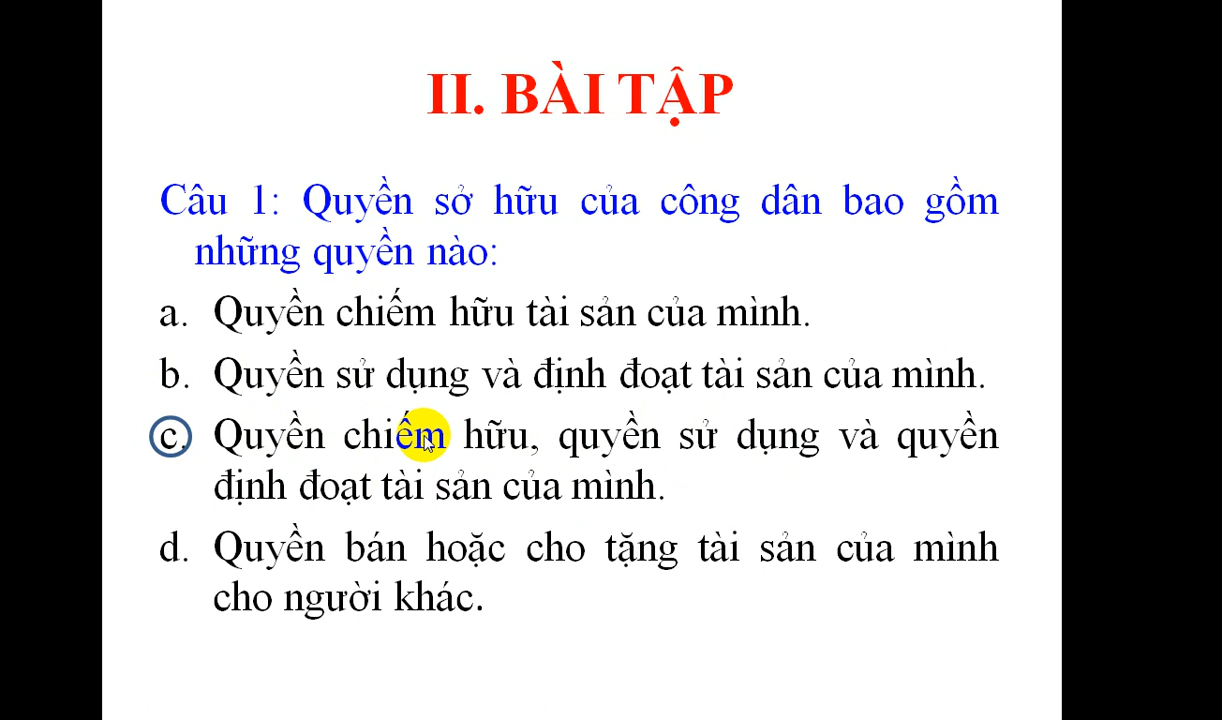 II. BÀI TẬP
Câu 1: Quyền sở hữu của công dân bao gồm
những quyền nào:
a. Quyền chiếm hữu tài sản của mình.
b. Quyền sử dụng và định đoạt tài sản của mình.
c. Quyền chiếm hữu, quyền sử dụng và quyền
định đoạt tài sản của mình.
d. Quyền bán hoặc cho tặng tài sản của mình
cho người khác.